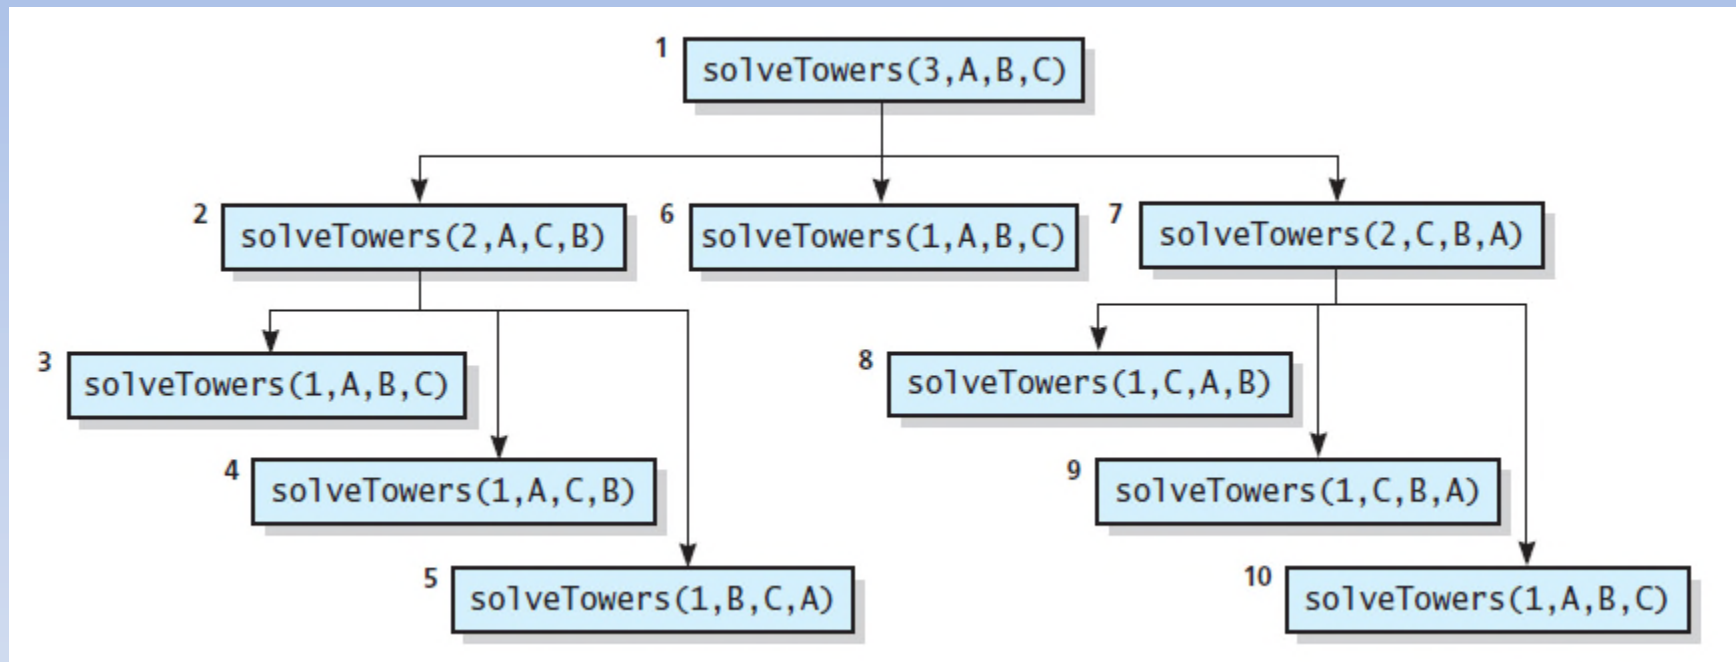 1 solveTowers(3,A,B,C)
2 solveTowers(2,A,C,B)
6 solveTowers(1,A,B,C)
7 solveTowers(2,C,B,A)
3 solveTowers(1,A,B,C)
8 solveTowers(1,C,A,B)
4 solveTowers(1,A,C,B)
9 solveTowers(1,C,B,A)
5 solveTowers(1,B,C,A)
10 solveTowers(1,A,B,C)